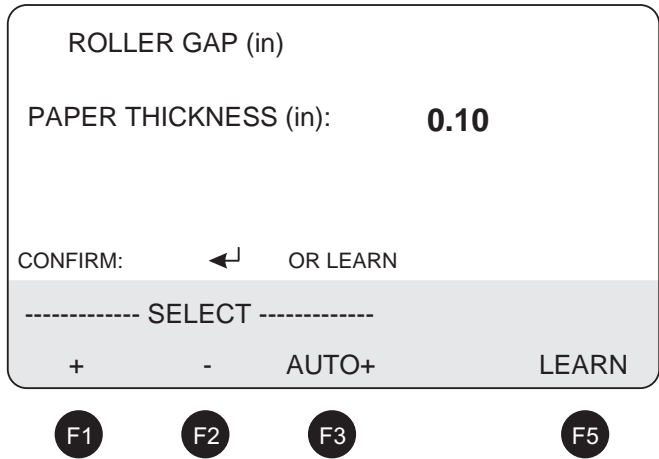 ROLLER GAP (in)
PAPER THICKNESS (in): 0.10
CONFIRM: ↵ OR LEARN
------------- SELECT -------------
+ - AUTO+ LEARN
F1 F2 F3 F5